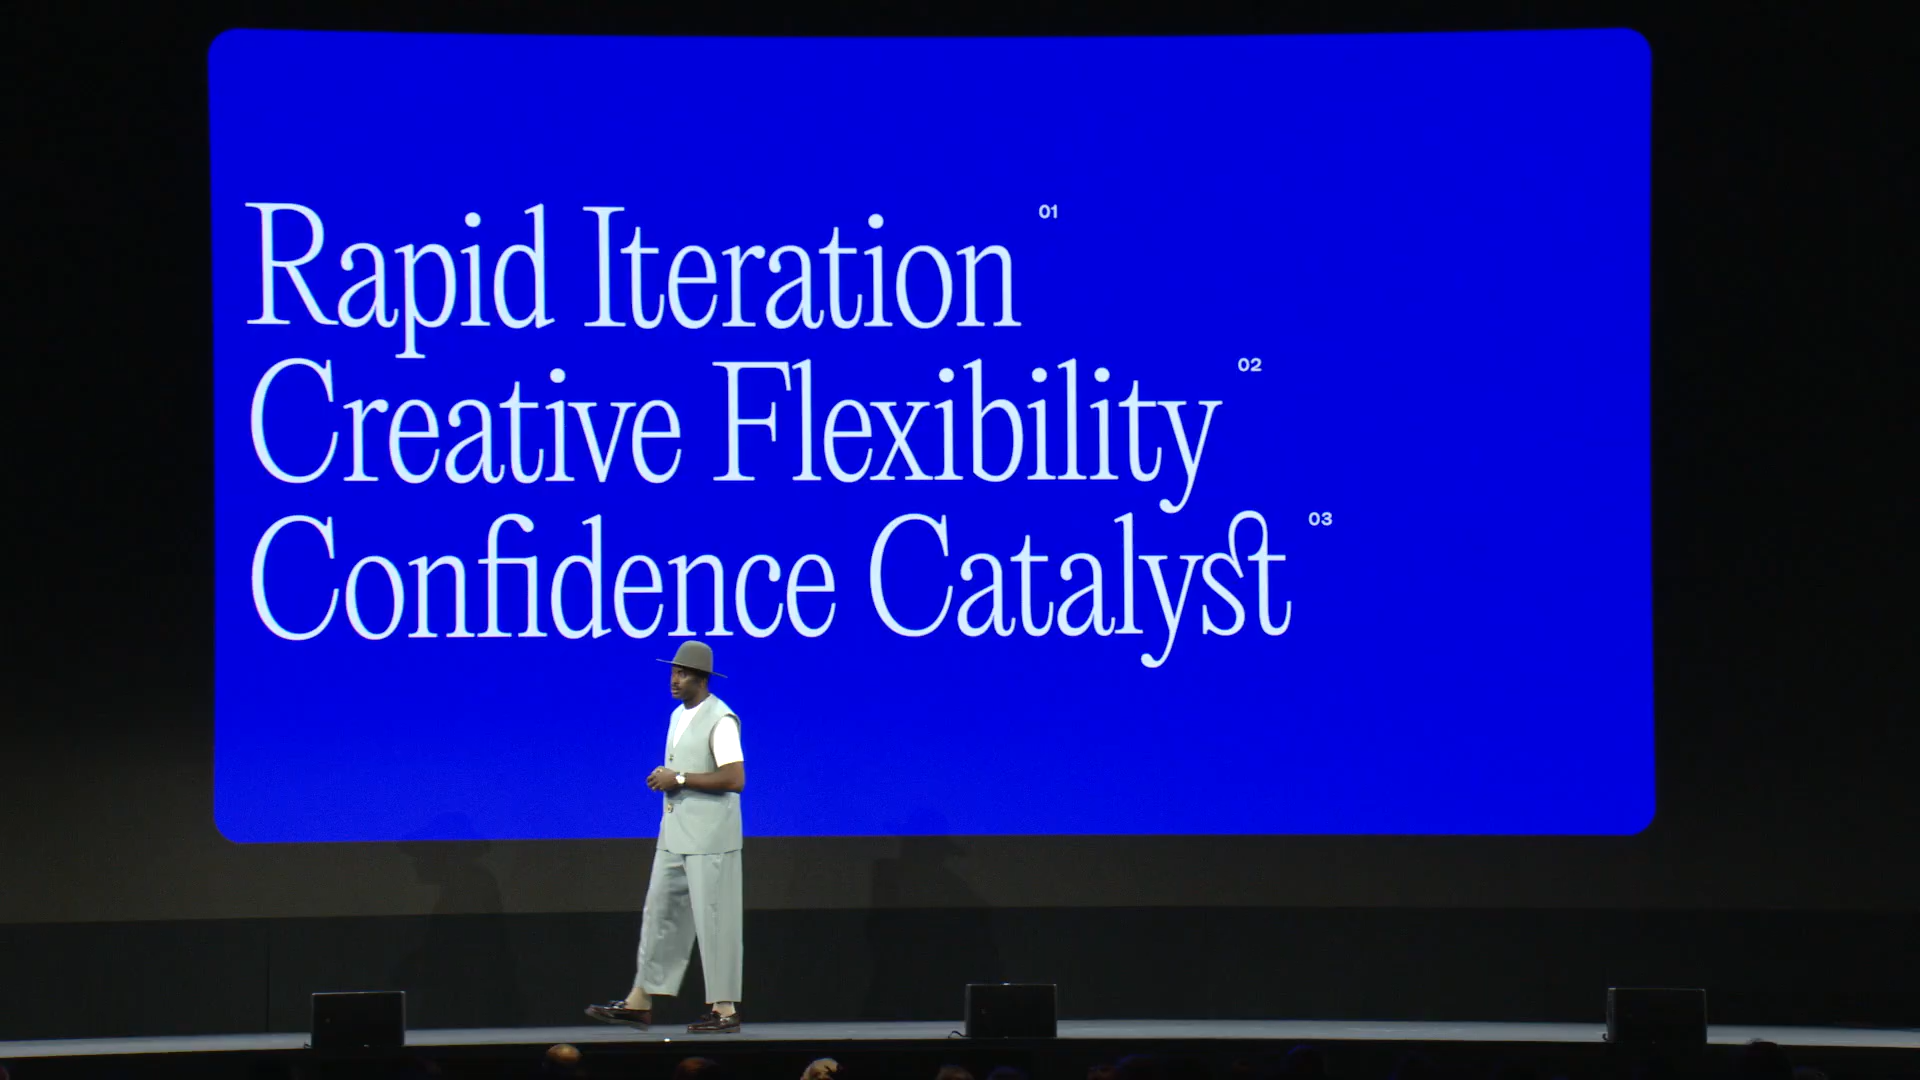 Rapid Iteration 01
Creative Flexibility 02
Confidence Catalyst 03